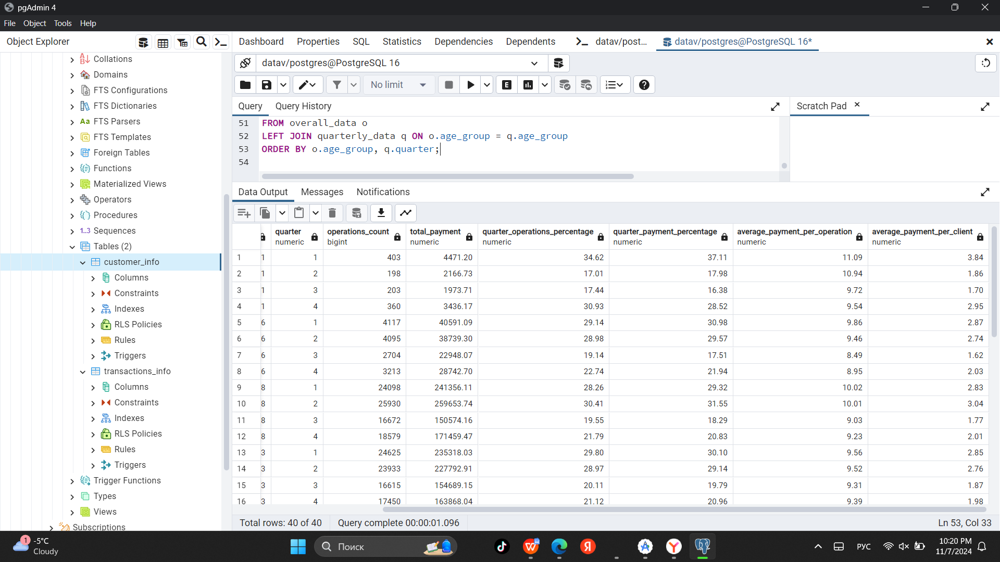 pgAdmin 4
File Object Tools Help
Object Explorer
Dashboard Properties SQL Statistics Dependencies Dependents datav/post... datav/postgres@PostgreSQL 16*
datav/postgres@PostgreSQL 16
No limit
E
Query Query History
Scratch Pad
51 FROM overall_data o
52 LEFT JOIN quarterly_data q ON o.age_group = q.age_group
53 ORDER BY o.age_group, q.quarter;
54
Collations
Domains
FTS Configurations
FTS Dictionaries
Aa FTS Parsers
FTS Templates
Foreign Tables
Functions
Materialized Views
Operators
Procedures
1..3 Sequences
Tables (2)
customer_info
Columns
Constraints
Indexes
RLS Policies
Rules
Triggers
transactions_info
Columns
Constraints
Indexes
RLS Policies
Rules
Triggers
Trigger Functions
Types
Views
Subscriptions
Data Output Messages Notifications
quarter operations_count total_payment quarter_operations_percentage quarter_payment_percentage average_payment_per_operation average_payment_per_client
numeric bigint numeric numeric numeric numeric numeric
1 1 1 403 4471.20 34.62 37.11 11.09 3.84
2 1 2 198 2166.73 17.01 17.98 10.94 1.86
3 1 3 203 1973.71 17.44 16.38 9.72 1.70
4 1 4 360 3436.17 30.93 28.52 9.54 2.95
5 6 1 4117 40591.09 29.14 30.98 9.86 2.87
6 6 2 4095 38739.30 28.98 29.57 9.46 2.74
7 6 3 2704 22948.07 19.14 17.51 8.49 1.62
8 6 4 3213 28742.70 22.74 21.94 8.95 2.03
9 8 1 24098 241356.11 28.26 29.32 10.02 2.83
10 8 2 25930 259653.74 30.41 31.55 10.01 3.04
11 8 3 16672 150574.16 19.55 18.29 9.03 1.77
12 8 4 18579 171459.47 21.79 20.83 9.23 2.01
13 3 1 24625 235318.03 29.80 30.10 9.56 2.85
14 3 2 23933 227792.91 28.97 29.14 9.52 2.76
15 3 3 16615 154689.15 20.11 19.79 9.31 1.87
16 3 4 17450 163868.04 21.12 20.96 9.39 1.98
Total rows: 40 of 40 Query complete 00:00:01.096 Ln 53, Col 33
1
-5°C
Cloudy
Поиск
Я
РУС
10:20 PM
11/7/2024